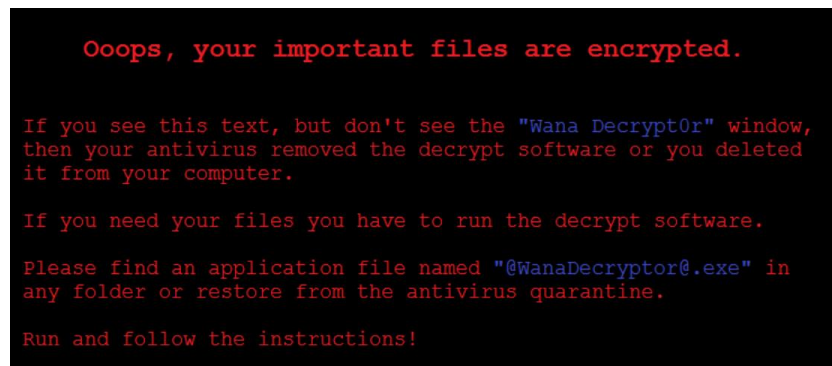 Ooops, your important files are encrypted.
If you see this text, but don't see the "Wana Decrypt0r" window,
then your antivirus removed the decrypt software or you deleted
it from your computer.
If you need your files you have to run the decrypt software.
Please find an application file named "@WanaDecryptor@.exe" in
any folder or restore from the antivirus quarantine.
Run and follow the instructions!